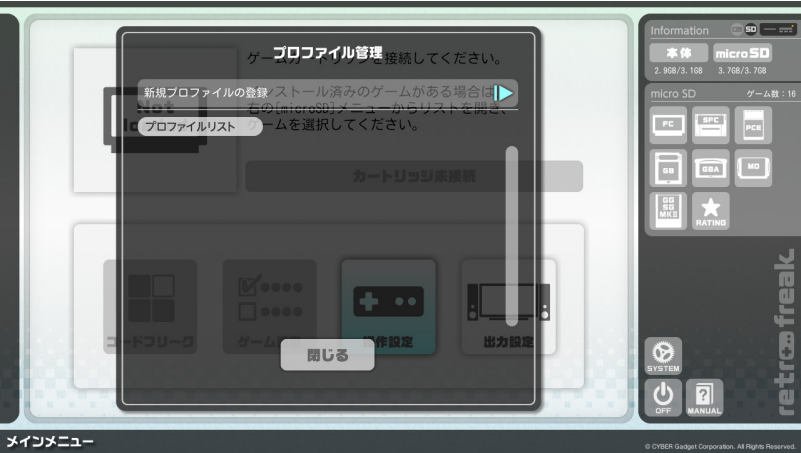 プロファイル管理
新規プロファイルの登録
プロファイルリスト
閉じる
ゲームカートリッジを接続してください。
ンストール済みのゲームがある場合は
右の[microSD]メニューからリストを開き、
ゲームを選択してください。
Not
カートリッジ未接続
コードフリーク
ゲーム
操作設定
出力設定
Information
SD
本体
microSD
2.9GB/3.1GB
3.7GB/3.7GB
micro SD
ゲーム数：16
FC
SFC
PCE
GB
GBA
MD
GG
SG
MKⅡ
RATING
retrofreak.
SYSTEM
OFF
MANUAL
メインメニュー
© CYBER Gadget Corporation. All Rights Reserved.